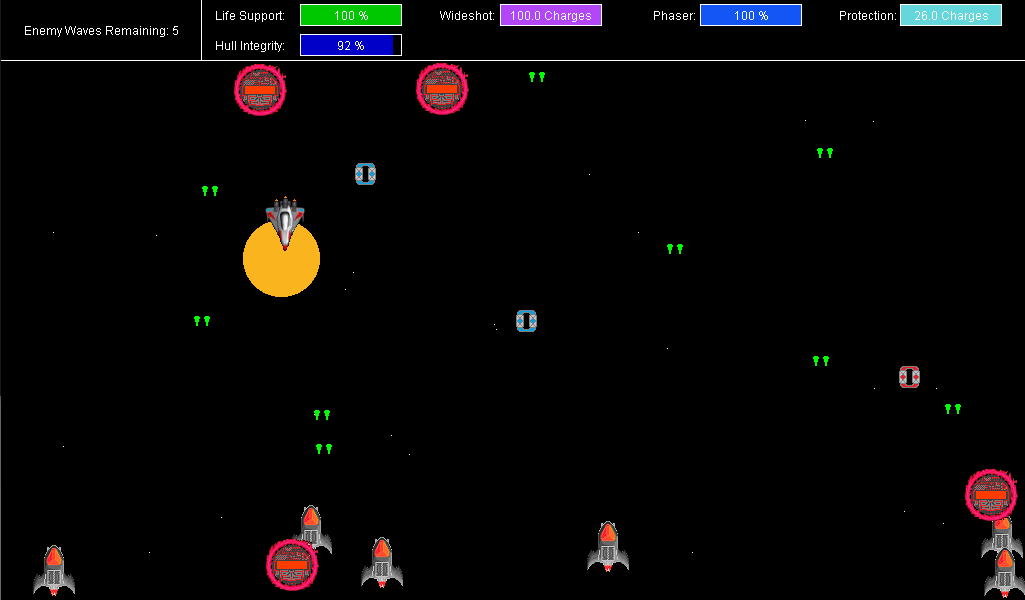 Enemy Waves Remaining: 5
Life Support: 100 % Wideshot: 100.0 Charges Phaser: 100 % Protection: 26.0 Charges
Hull Integrity: 92 %